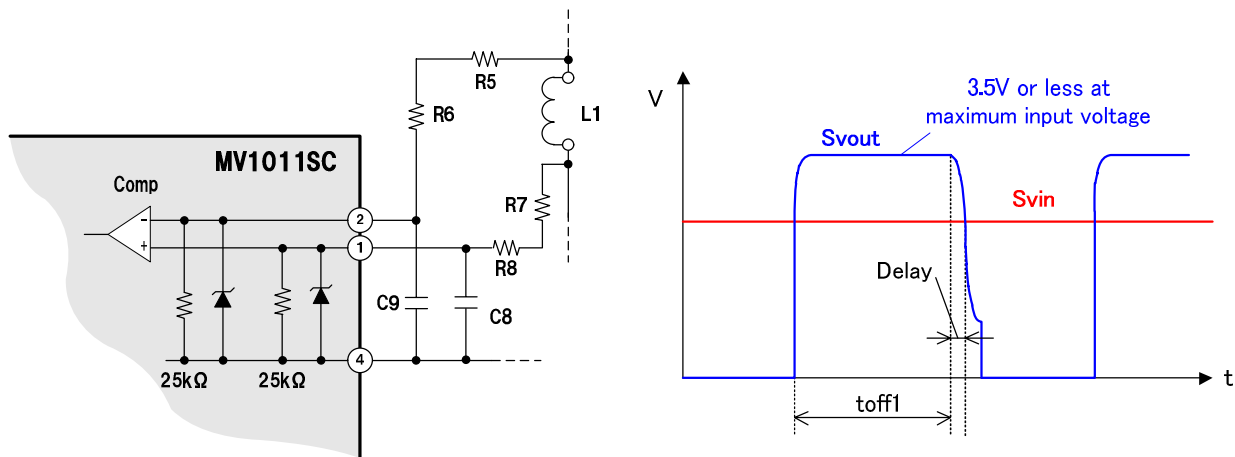 R5
R6
L1
MV1011SC
Comp
-
2
R7
+
1
R8
C9
C8
4
25kΩ
25kΩ
V
3.5V or less at
maximum input voltage
Svout
Svin
Delay
t
toff1